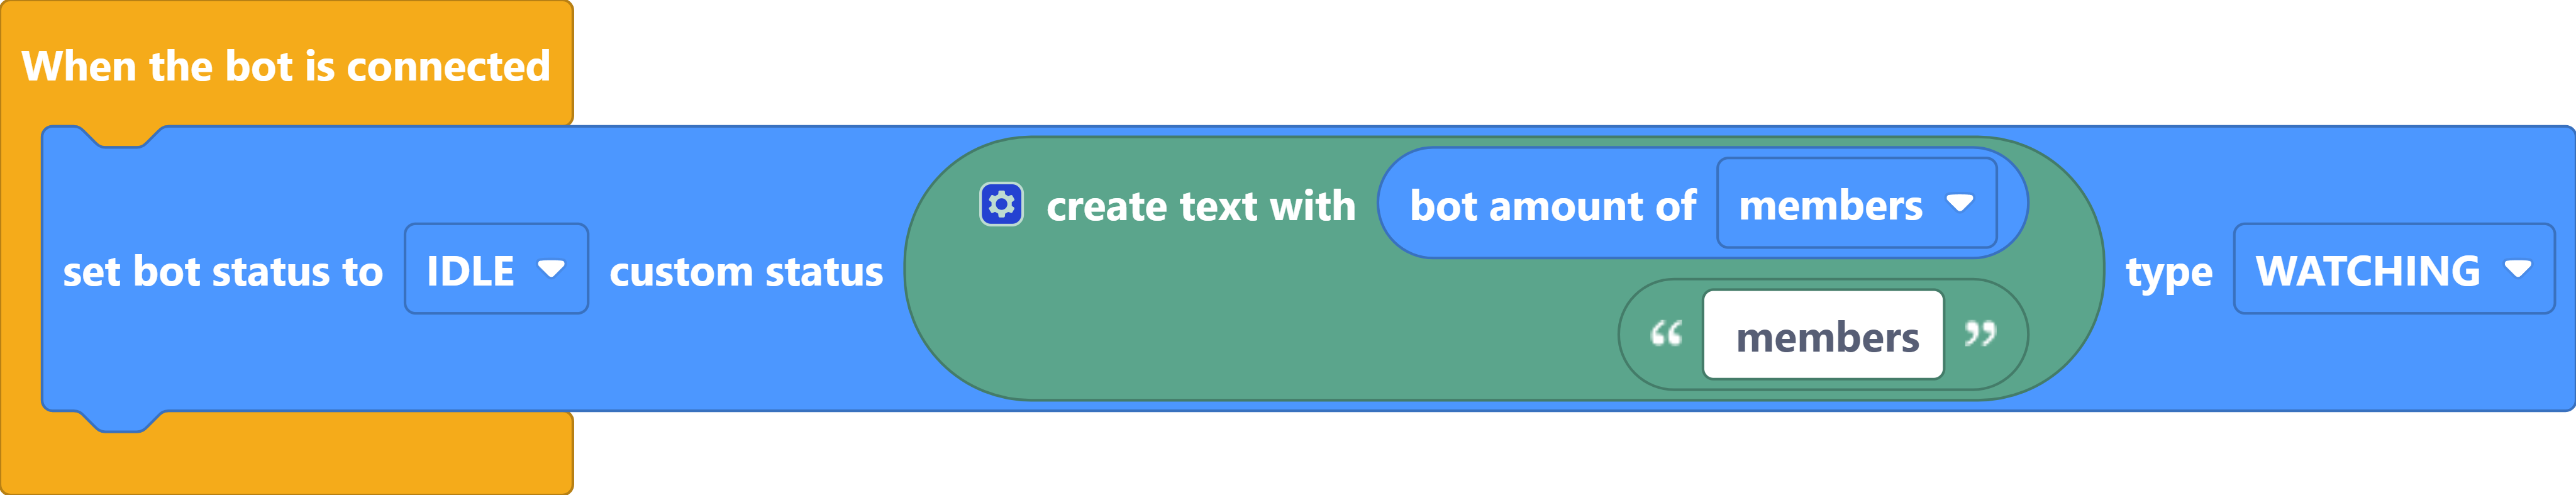 When the bot is connected
create text with bot amount of members
set bot status to IDLE custom status type WATCHING
“ members ”